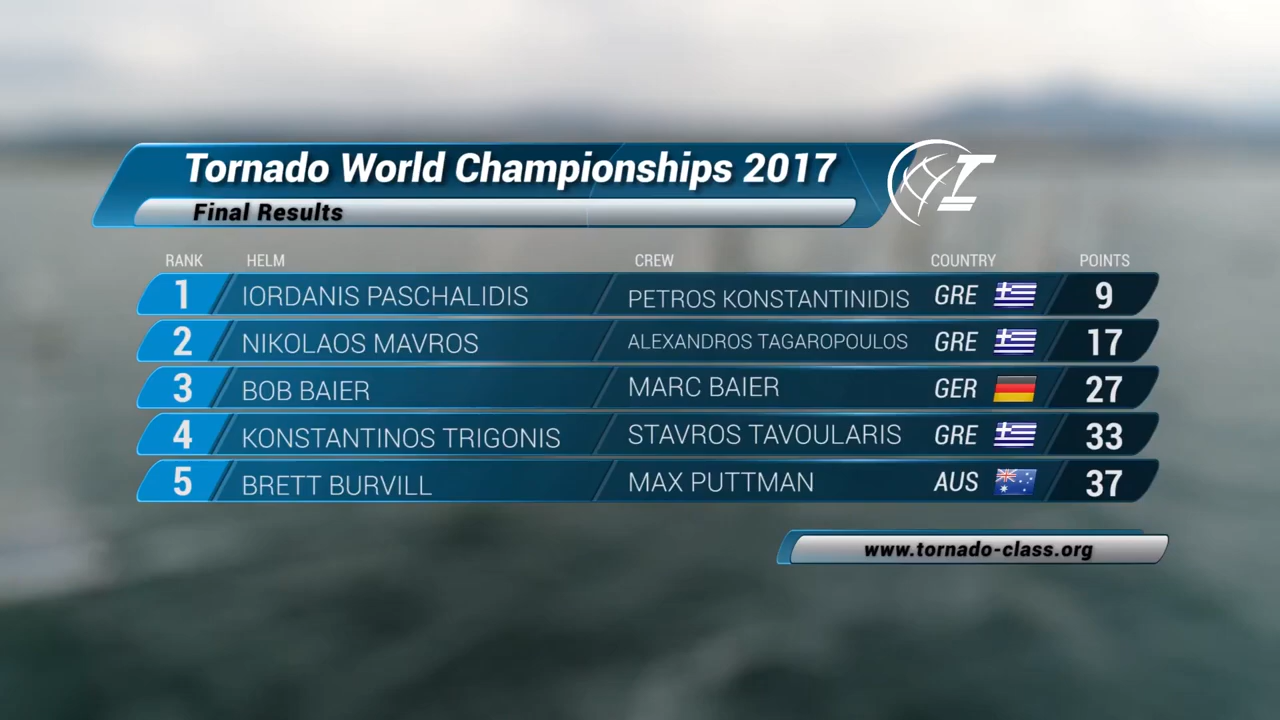 Tornado World Championships 2017
Final Results
RANK HELM CREW COUNTRY POINTS
1 IORDANIS PASCHALIDIS PETROS KONSTANTINIDIS GRE 9
2 NIKOLAOS MAVROS ALEXANDROS TAGAROPOULOS GRE 17
3 BOB BAIER MARC BAIER GER 27
4 KONSTANTINOS TRIGONIS STAVROS TAVOULARIS GRE 33
5 BRETT BURVILL MAX PUTTMAN AUS 37
www.tornado-class.org